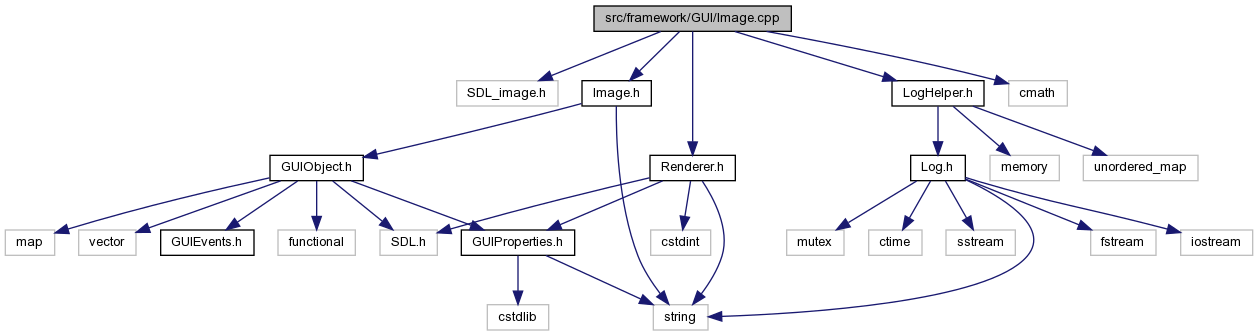 src/framework/GUI/Image.cpp
SDL_image.h
Image.h
LogHelper.h
cmath
GUIObject.h
Renderer.h
Log.h
memory
unordered_map
map
vector
GUIEvents.h
functional
SDL.h
GUIProperties.h
cstdint
mutex
ctime
sstream
fstream
iostream
cstdlib
string